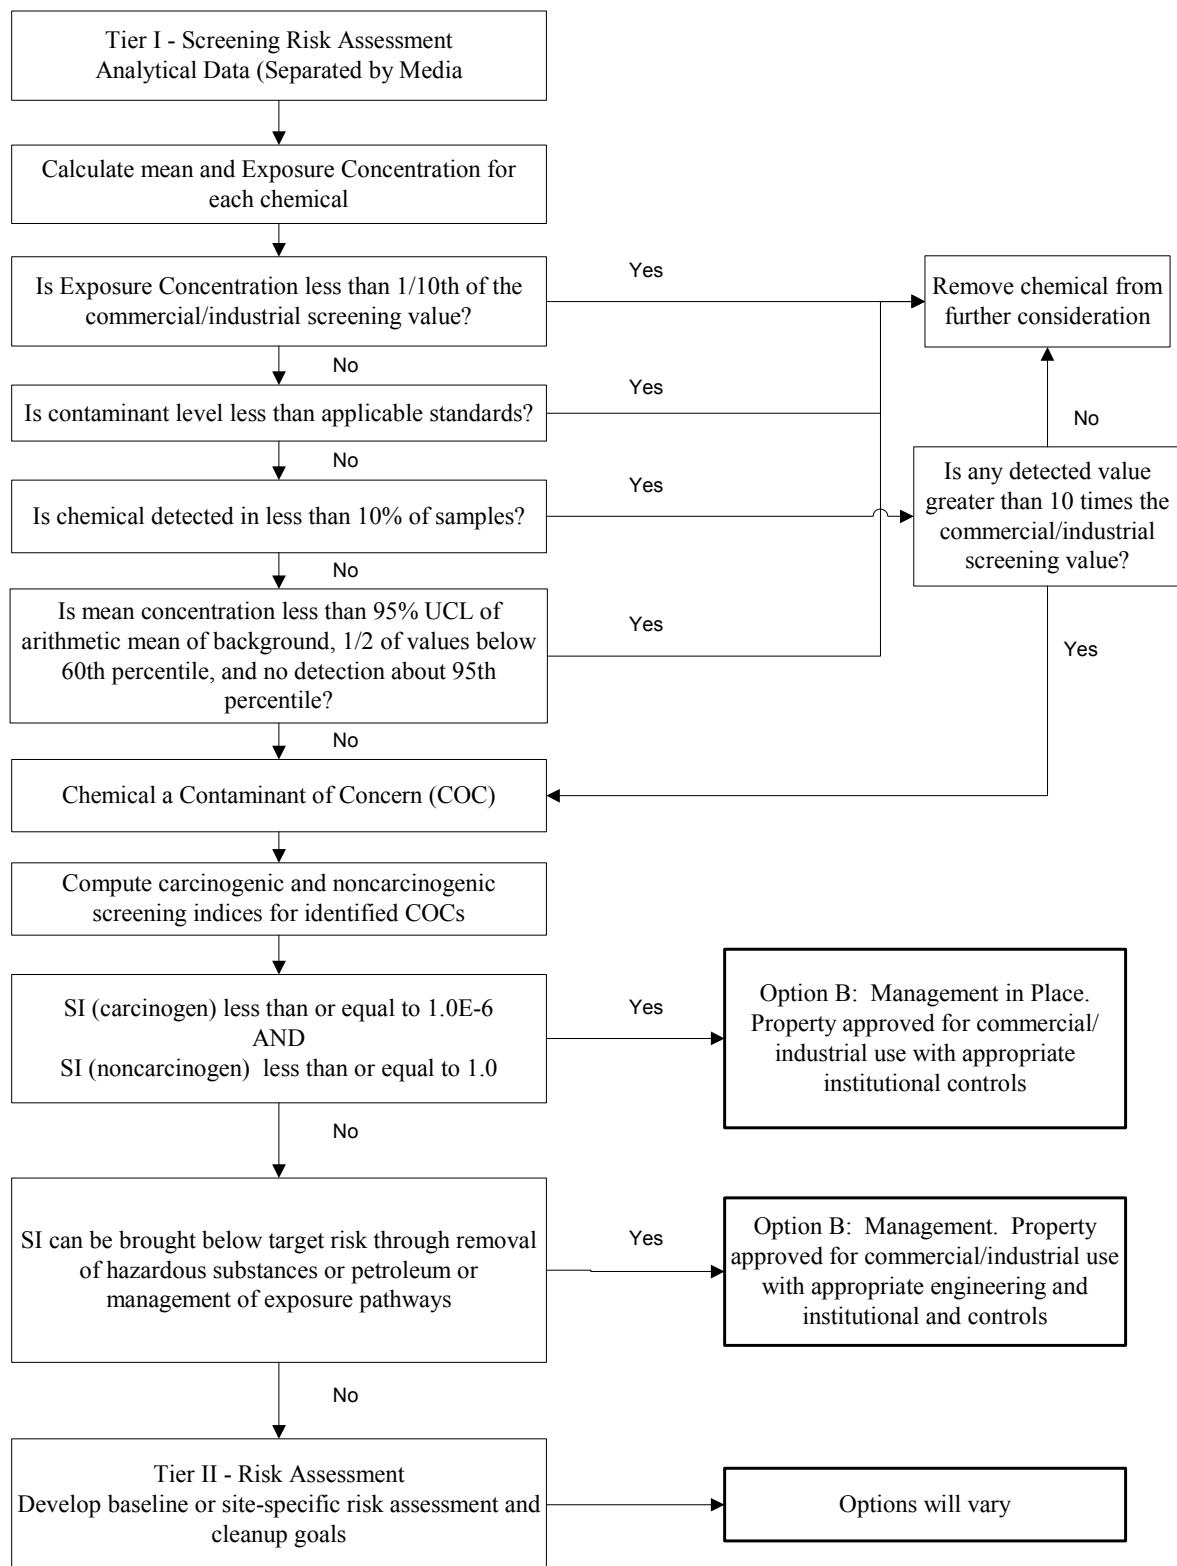 Tier I - Screening Risk Assessment
Analytical Data (Separated by Media
Calculate mean and Exposure Concentration for
each chemical
Is Exposure Concentration less than 1/10th of the
commercial/industrial screening value?
Yes
Remove chemical from
further consideration
No
Is contaminant level less than applicable standards?
Yes
No
No
Is chemical detected in less than 10% of samples?
Yes
Is any detected value
greater than 10 times the
commercial/industrial
screening value?
No
Is mean concentration less than 95% UCL of
arithmetic mean of background, 1/2 of values below
60th percentile, and no detection about 95th
percentile?
Yes
Yes
No
Chemical a Contaminant of Concern (COC)
Compute carcinogenic and noncarcinogenic
screening indices for identified COCs
SI (carcinogen) less than or equal to 1.0E-6
AND
SI (noncarcinogen) less than or equal to 1.0
Yes
Option B: Management in Place.
Property approved for commercial/
industrial use with appropriate
institutional controls
No
SI can be brought below target risk through removal
of hazardous substances or petroleum or
management of exposure pathways
Yes
Option B: Management. Property
approved for commercial/industrial use
with appropriate engineering and
institutional and controls
No
Tier II - Risk Assessment
Develop baseline or site-specific risk assessment and
cleanup goals
Options will vary